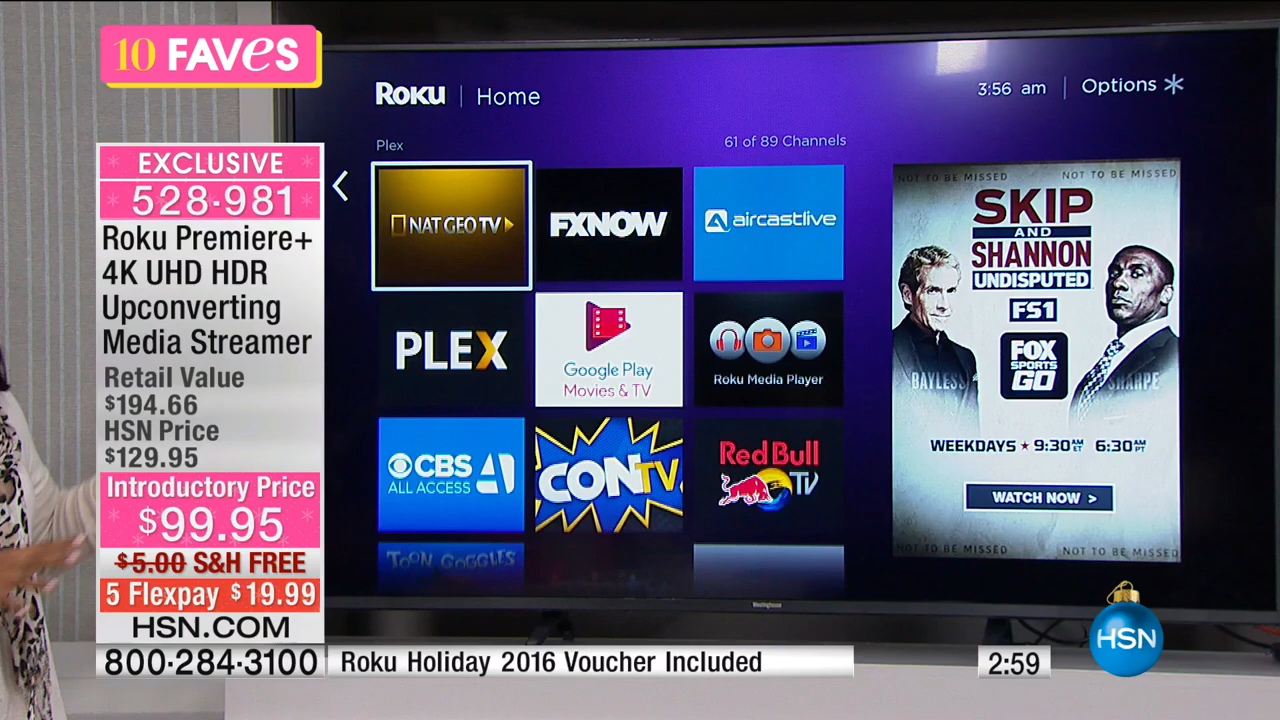 10 FAVeS
EXCLUSIVE
528-981
Roku Premiere+
4K UHD HDR
Upconverting
Media Streamer
Retail Value
$194.66
HSN Price
$129.95
Introductory Price
$99.95
$5.00 S&H FREE
5 Flexpay $19.99
HSN.COM
800-284-3100
Roku Holiday 2016 Voucher Included
2:59
HSN
Roku | Home
3:56 am | Options
Plex
61 of 89 Channels
NAT GEO TV
FXNOW
aircastlive
PLEX
Google Play
Movies & TV
Roku Media Player
CBS
ALL ACCESS
CONTV
Red Bull
TV
TOON GOGGLES
NOT TO BE MISSED
NOT TO BE MISSED
SKIP
AND
SHANNON
UNDISPUTED
FS1
FOX
SPORTS
GO
BAYLESS
SHARPE
WEEKDAYS ★ 9:30 AM ET 6:30 AM PT
WATCH NOW >
NOT TO BE MISSED
NOT TO BE MISSED
Westinghouse